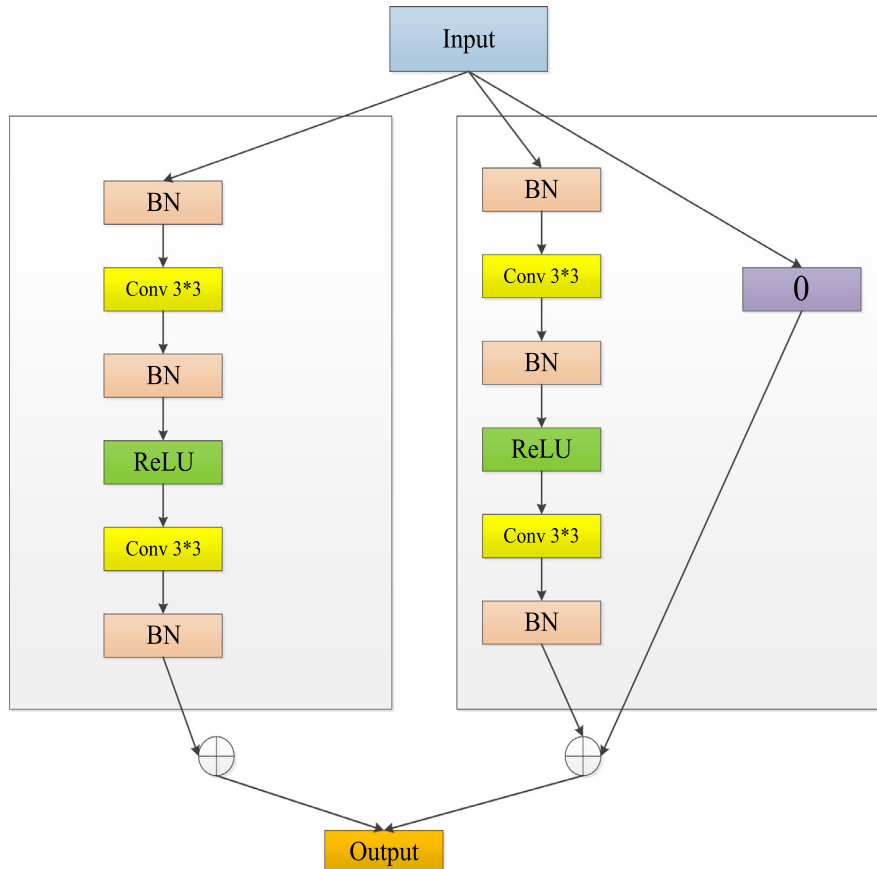 Input
BN
Conv 3*3
BN
ReLU
Conv 3*3
BN
BN
Conv 3*3
BN
ReLU
Conv 3*3
BN
0
Output